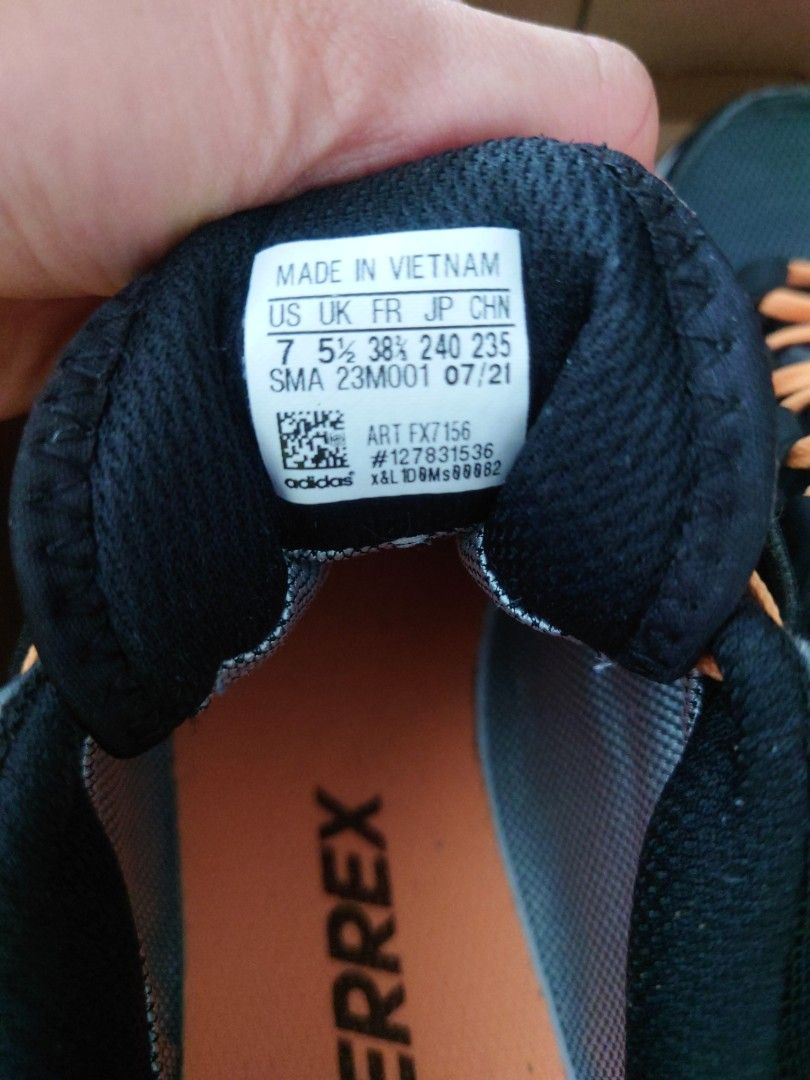 MADE IN VIETNAM
US UK FR JP CHN
7 5½ 38⅔ 240 235
SMA 23M001 07/21
ART FX7156
#127831536
adidas x&L1D0Ms00082
ERREX